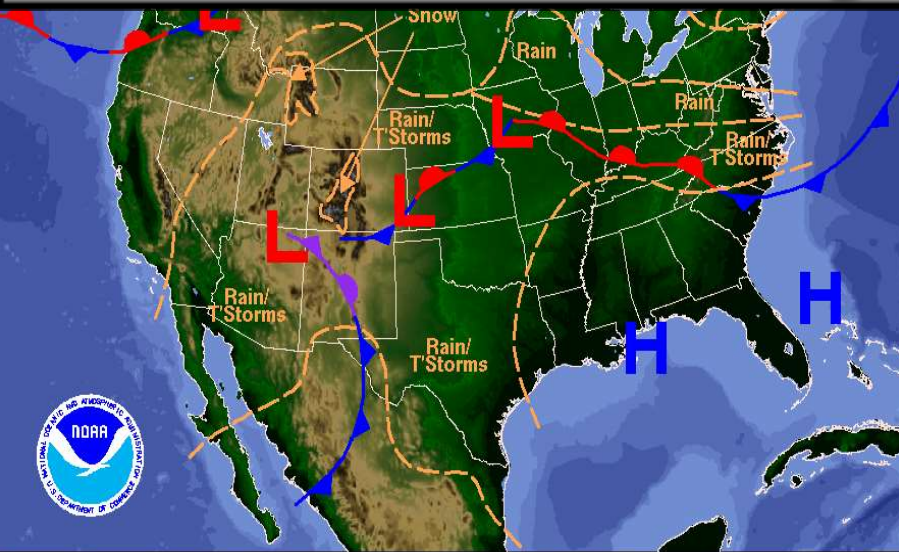 Snow
L
Rain
Rain
Rain/
T'Storms
L
Rain/
T'Storms
L
L
Rain/
T'Storms
H
H
Rain/
T'Storms
NOAA
NATIONAL OCEANIC AND ATMOSPHERIC ADMINISTRATION
U.S. DEPARTMENT OF COMMERCE